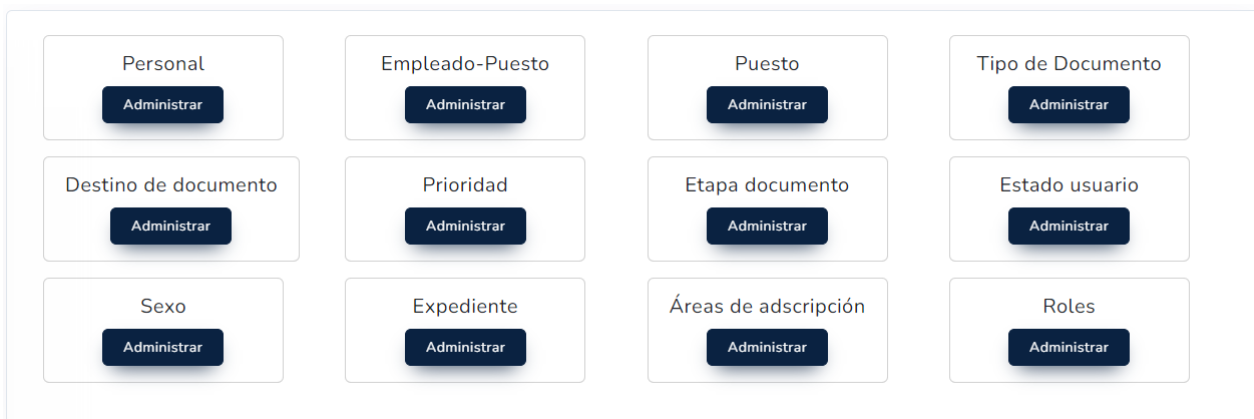 Personal
Administrar
Empleado-Puesto
Administrar
Puesto
Administrar
Tipo de Documento
Administrar
Destino de documento
Administrar
Prioridad
Administrar
Etapa documento
Administrar
Estado usuario
Administrar
Sexo
Administrar
Expediente
Administrar
Áreas de adscripción
Administrar
Roles
Administrar